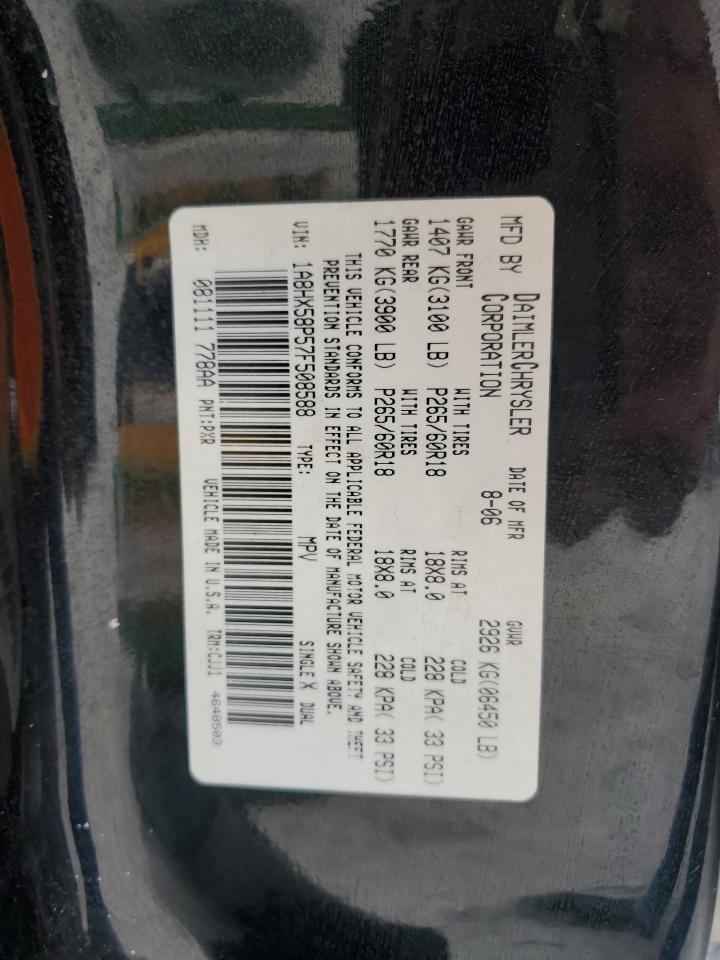 MFD BY DAIMLERCHRYSLER CORPORATION DATE OF MFR 8-06 GVWR 2926 KG(06450 LB)
GAWR FRONT WITH TIRES RIMS AT COLD
1407 KG(3100 LB) P265/60R18 18X8.0 228 KPA( 33 PSI)
GAWR REAR WITH TIRES RIMS AT COLD
1770 KG(3900 LB) P265/60R18 18X8.0 228 KPA( 33 PSI)
THIS VEHICLE CONFORMS TO ALL APPLICABLE FEDERAL MOTOR VEHICLE SAFETY AND THEFT
PREVENTION STANDARDS IN EFFECT ON THE DATE OF MANUFACTURE SHOWN ABOVE.
VIN: 1A8HX58P57F508588 TYPE: MPV SINGLE X DUAL
MDH: 081111 778AA PNT:PXR VEHICLE MADE IN U.S.A. TRM:CJJ1 4648503